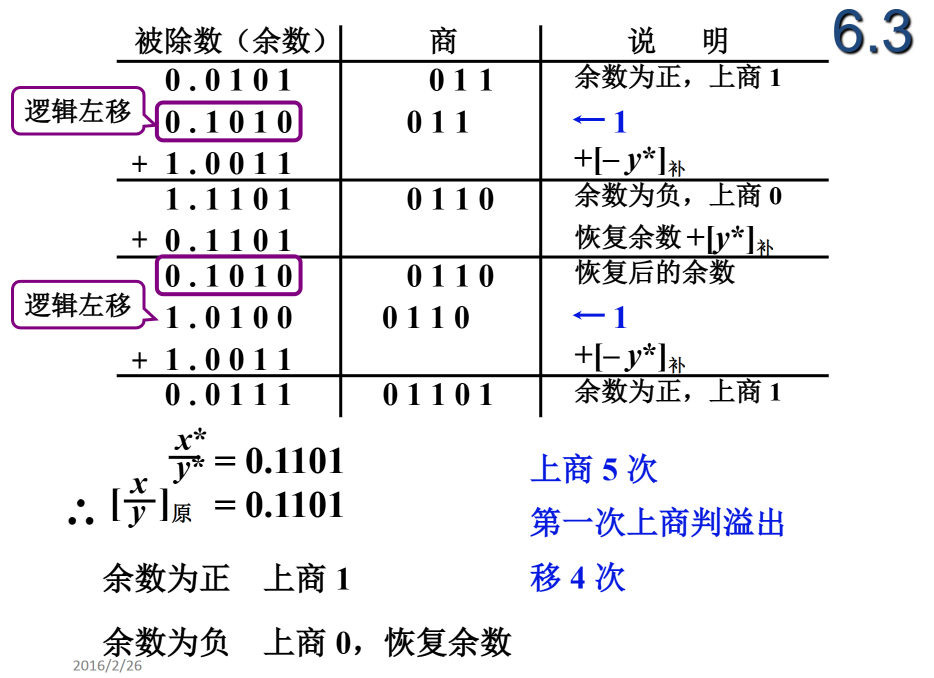 6.3
被除数（余数） 商 说 明
0.0101 011 余数为正，上商 1
逻辑左移 0.1010 011 ← 1
+ 1.0011 +[– y*]补
1.1101 0110 余数为负，上商 0
+ 0.1101 恢复余数 +[y*]补
0.1010 0110 恢复后的余数
逻辑左移 1.0100 0110 ← 1
+ 1.0011 +[– y*]补
0.0111 01101 余数为正，上商 1
x*/y* = 0.1101
上商 5 次
∴ [x/y]原 = 0.1101
第一次上商判溢出
余数为正 上商 1
移 4 次
余数为负 上商 0，恢复余数
2016/2/26